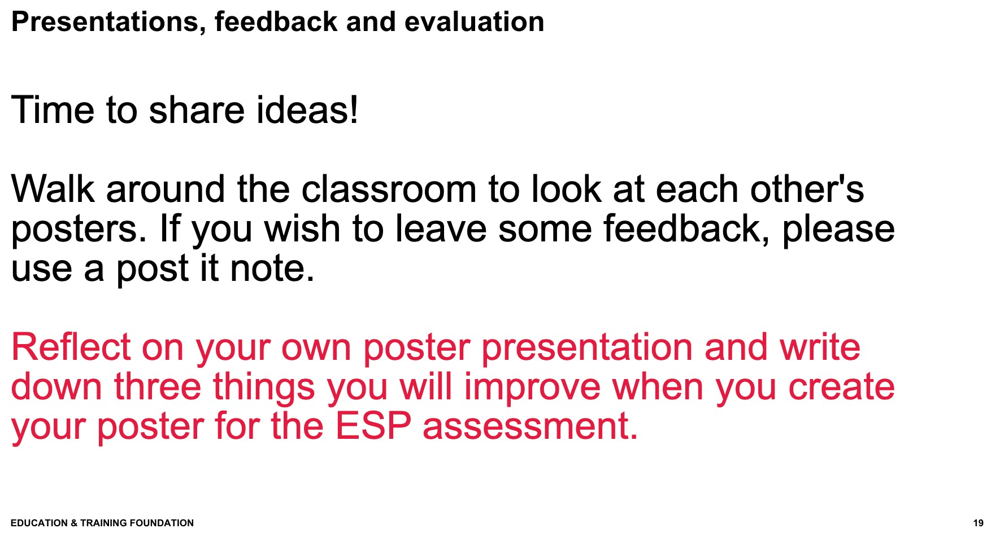 Presentations, feedback and evaluation
Time to share ideas!
Walk around the classroom to look at each other's
posters. If you wish to leave some feedback, please
use a post it note.
Reflect on your own poster presentation and write
down three things you will improve when you create
your poster for the ESP assessment.
EDUCATION & TRAINING FOUNDATION
19